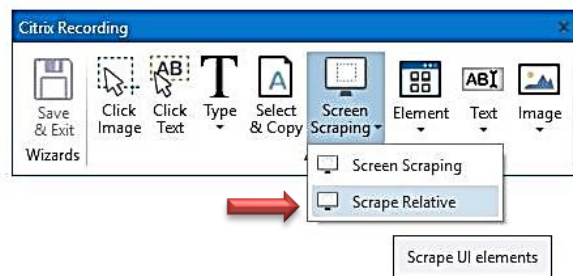 Citrix Recording
Save & Exit
Click Image
AB
Click Text
T
Type
A
Select & Copy
Screen Scraping
Element
ABI
Text
Image
Wizards
Screen Scraping
Scrape Relative
Scrape UI elements